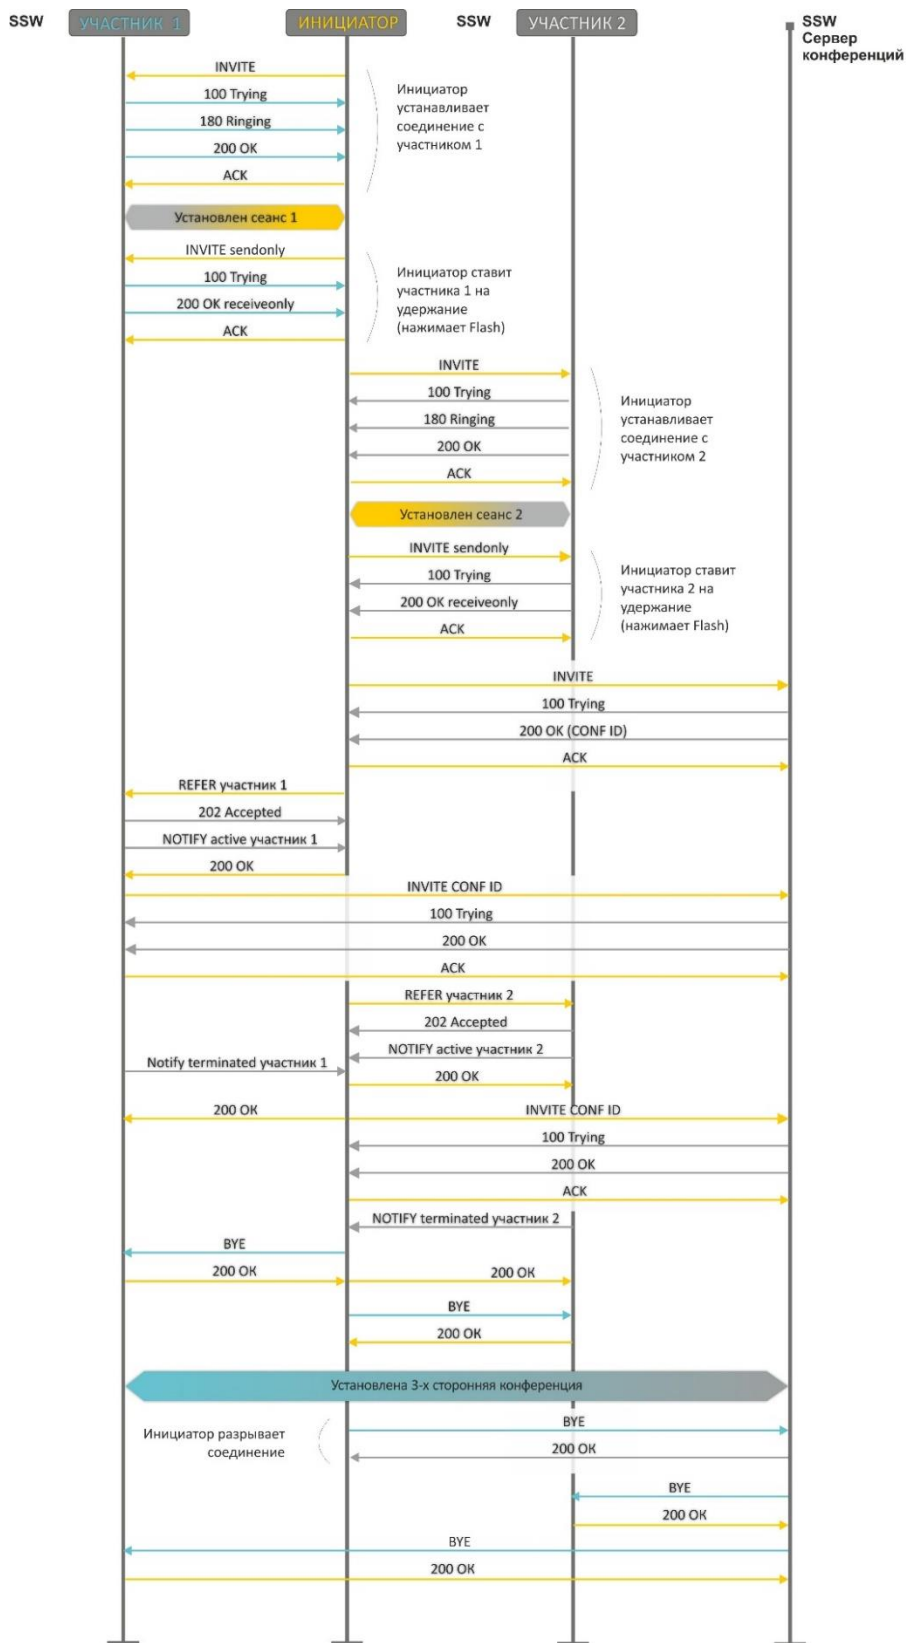 SSW УЧАСТНИК 1 ИНИЦИАТОР SSW УЧАСТНИК 2 SSW
Сервер
конференций
INVITE
100 Trying
180 Ringing
200 OK
ACK
Инициатор
устанавливает
соединение с
участником 1
Установлен сеанс 1
INVITE sendonly
100 Trying
200 OK receiveonly
ACK
Инициатор ставит
участника 1 на
удержание
(нажимает Flash)
INVITE
100 Trying
180 Ringing
200 OK
ACK
Инициатор
устанавливает
соединение с
участником 2
Установлен сеанс 2
INVITE sendonly
100 Trying
200 OK receiveonly
ACK
Инициатор ставит
участника 2 на
удержание
(нажимает Flash)
INVITE
100 Trying
200 OK (CONF ID)
ACK
REFER участник 1
202 Accepted
NOTIFY active участник 1
200 OK
INVITE CONF ID
100 Trying
200 OK
ACK
REFER участник 2
202 Accepted
NOTIFY active участник 2
Notify terminated участник 1
200 OK
200 OK INVITE CONF ID
100 Trying
200 OK
ACK
NOTIFY terminated участник 2
BYE
200 OK 200 OK
BYE
200 OK
Установлена 3-х сторонняя конференция
Инициатор разрывает
соединение
BYE
200 OK
BYE
200 OK
BYE
200 OK